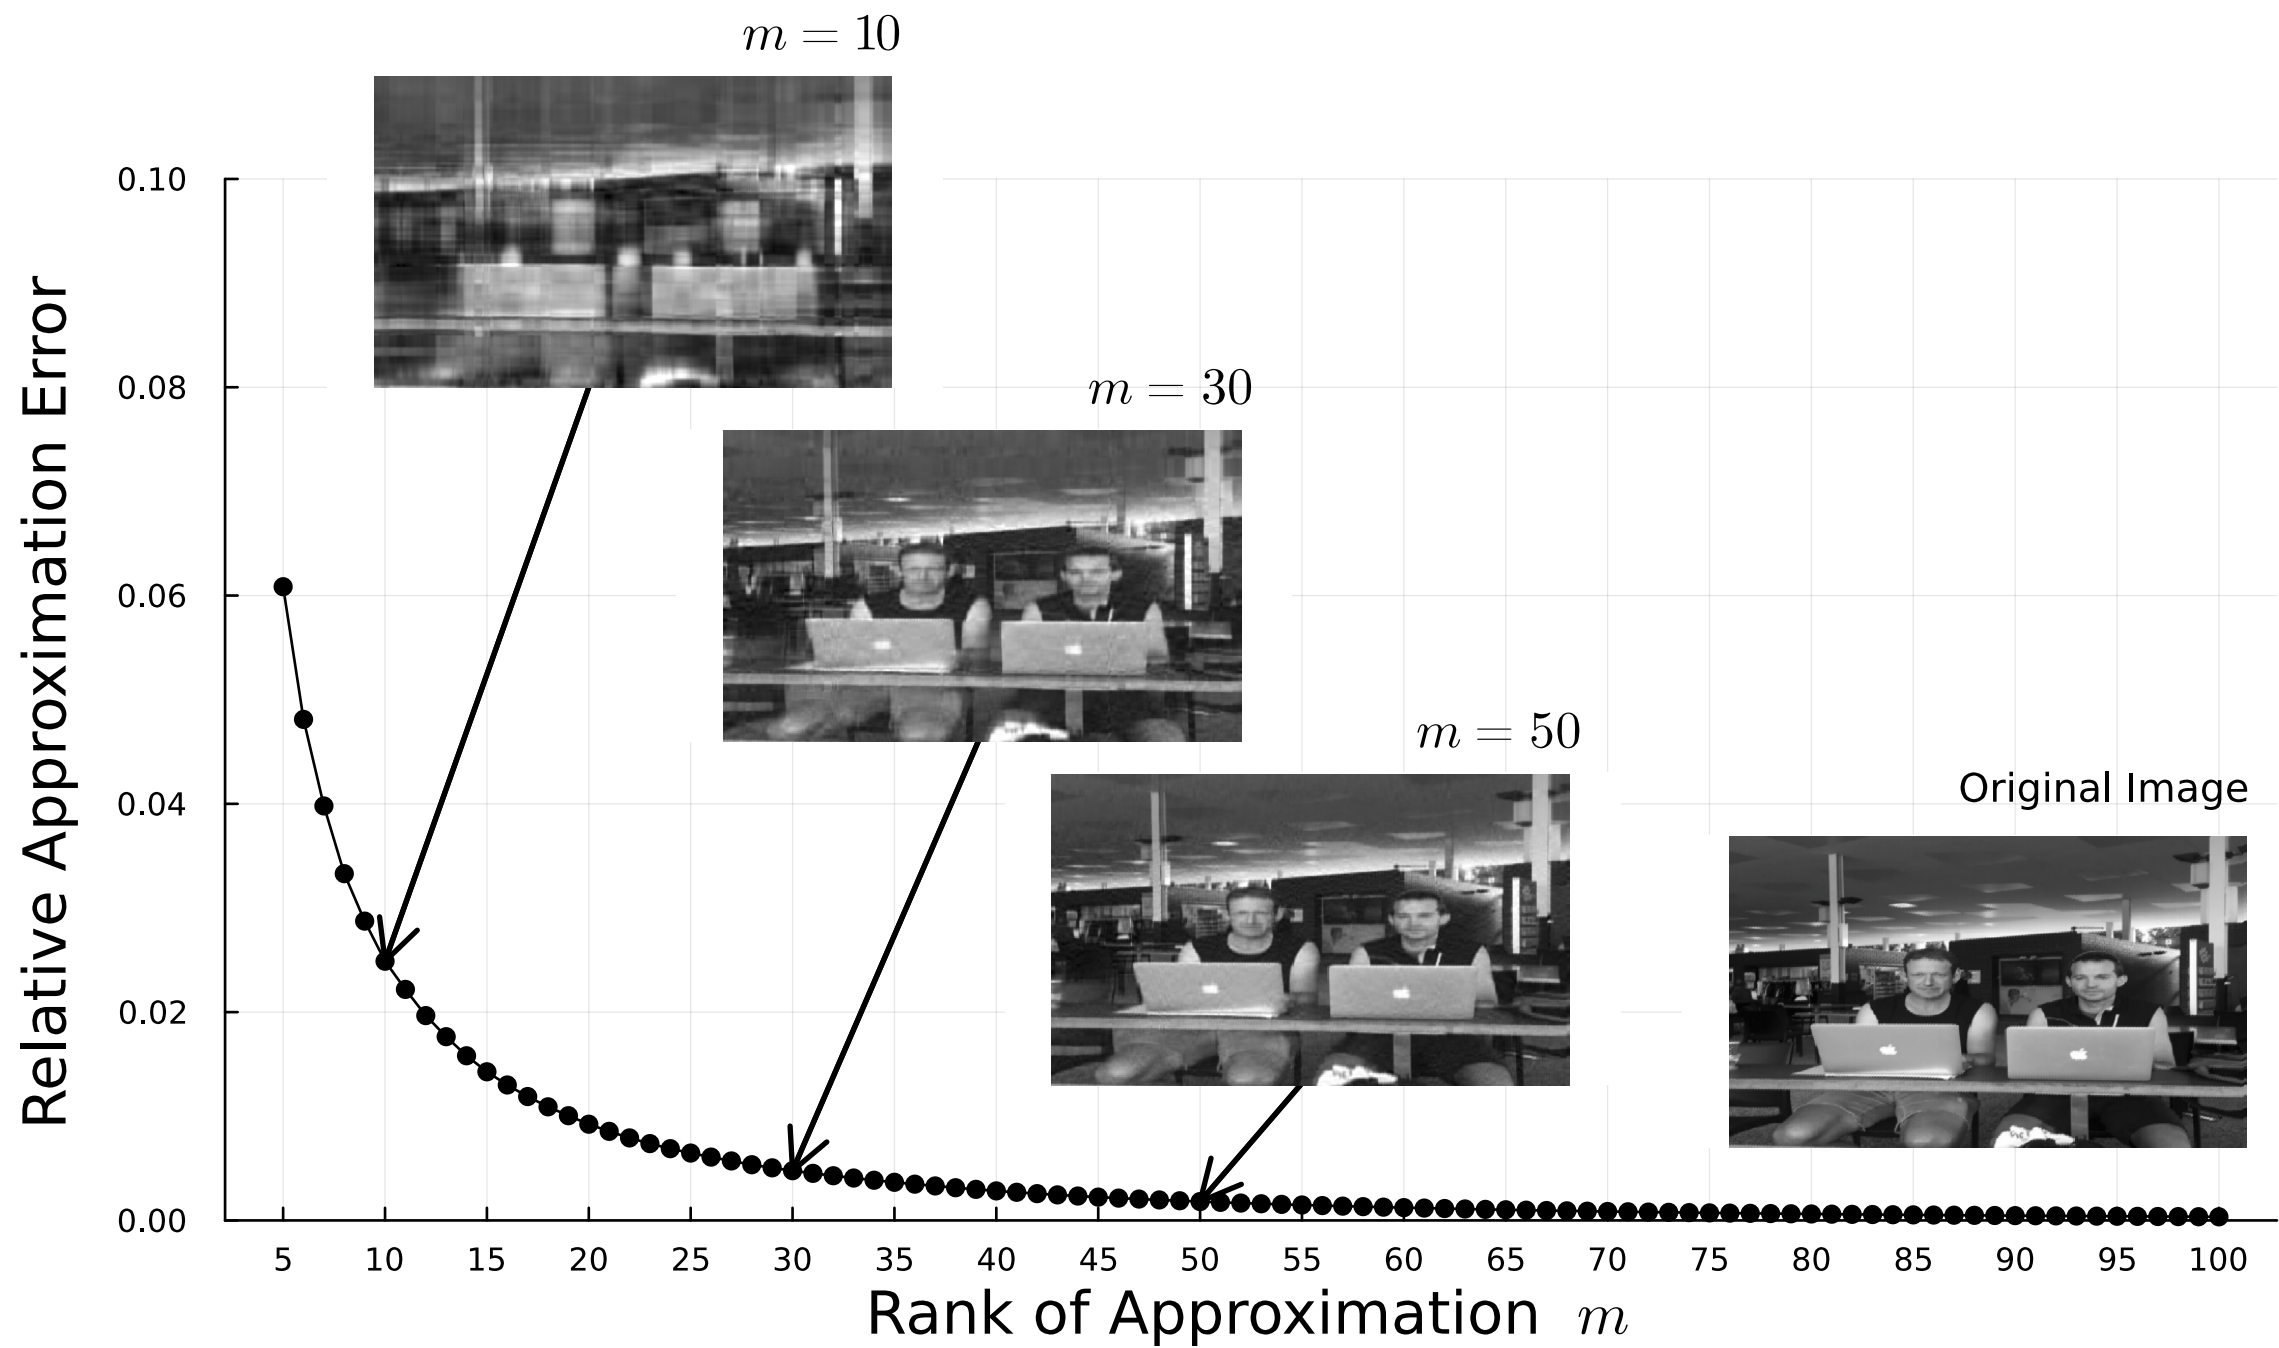 m = 10
m = 30
m = 50
Original Image
Relative Approximation Error
0.10
0.08
0.06
0.04
0.02
0.00
5 10 15 20 25 30 35 40 45 50 55 60 65 70 75 80 85 90 95 100
Rank of Approximation m